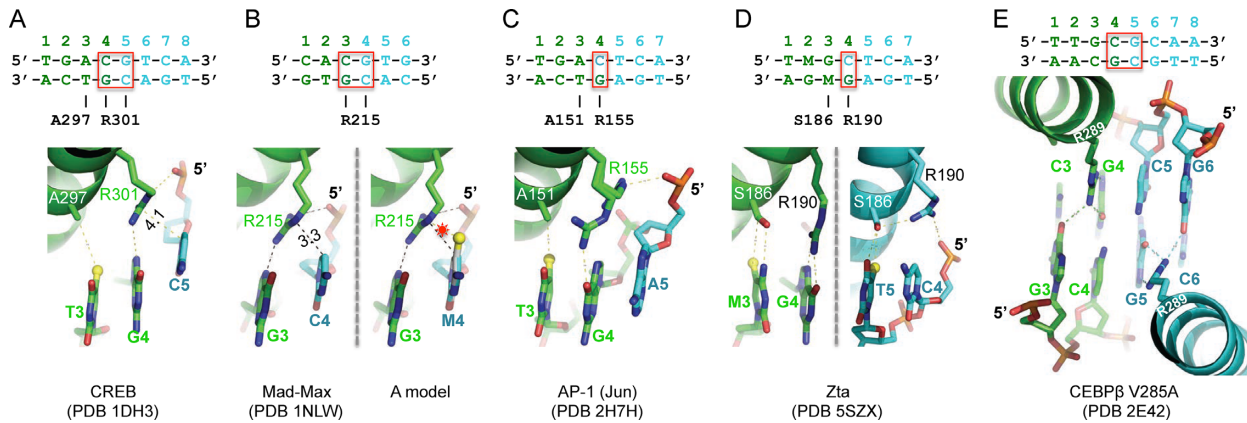 A
1 2 3 4 5 6 7 8
5’–T–G–A–C–G–T–C–A–3’
3’–A–C–T–G–C–A–G–T–5’
A297 R301
A297
R301
5’
4.1
T3
G4
C5
CREB
(PDB 1DH3)
B
1 2 3 4 5 6
5’–C–A–C–G–T–G–3’
3’–G–T–G–C–A–C–5’
R215
R215
5’
3.3
G3
C4
Mad-Max
(PDB 1NLW)
R215
5’
G3
M4
A model
C
1 2 3 4 5 6 7
5’–T–G–A–C–T–C–A–3’
3’–A–C–T–G–A–G–T–5’
A151 R155
A151
R155
5’
T3
G4
A5
AP-1 (Jun)
(PDB 2H7H)
D
1 2 3 4 5 6 7
5’–T–M–G–C–T–C–A–3’
3’–A–G–M–G–A–G–T–5’
S186 R190
S186
R190
M3
G4
S186
R190
5’
T5
C4
Zta
(PDB 5SZX)
E
1 2 3 4 5 6 7 8
5’–T–T–G–C–G–C–A–A–3’
3’–A–A–C–G–C–G–T–T–5’
5’
R289
C3
G4
C5
G6
G3
C4
G5
C6
5’
R289
CEBPβ V285A
(PDB 2E42)